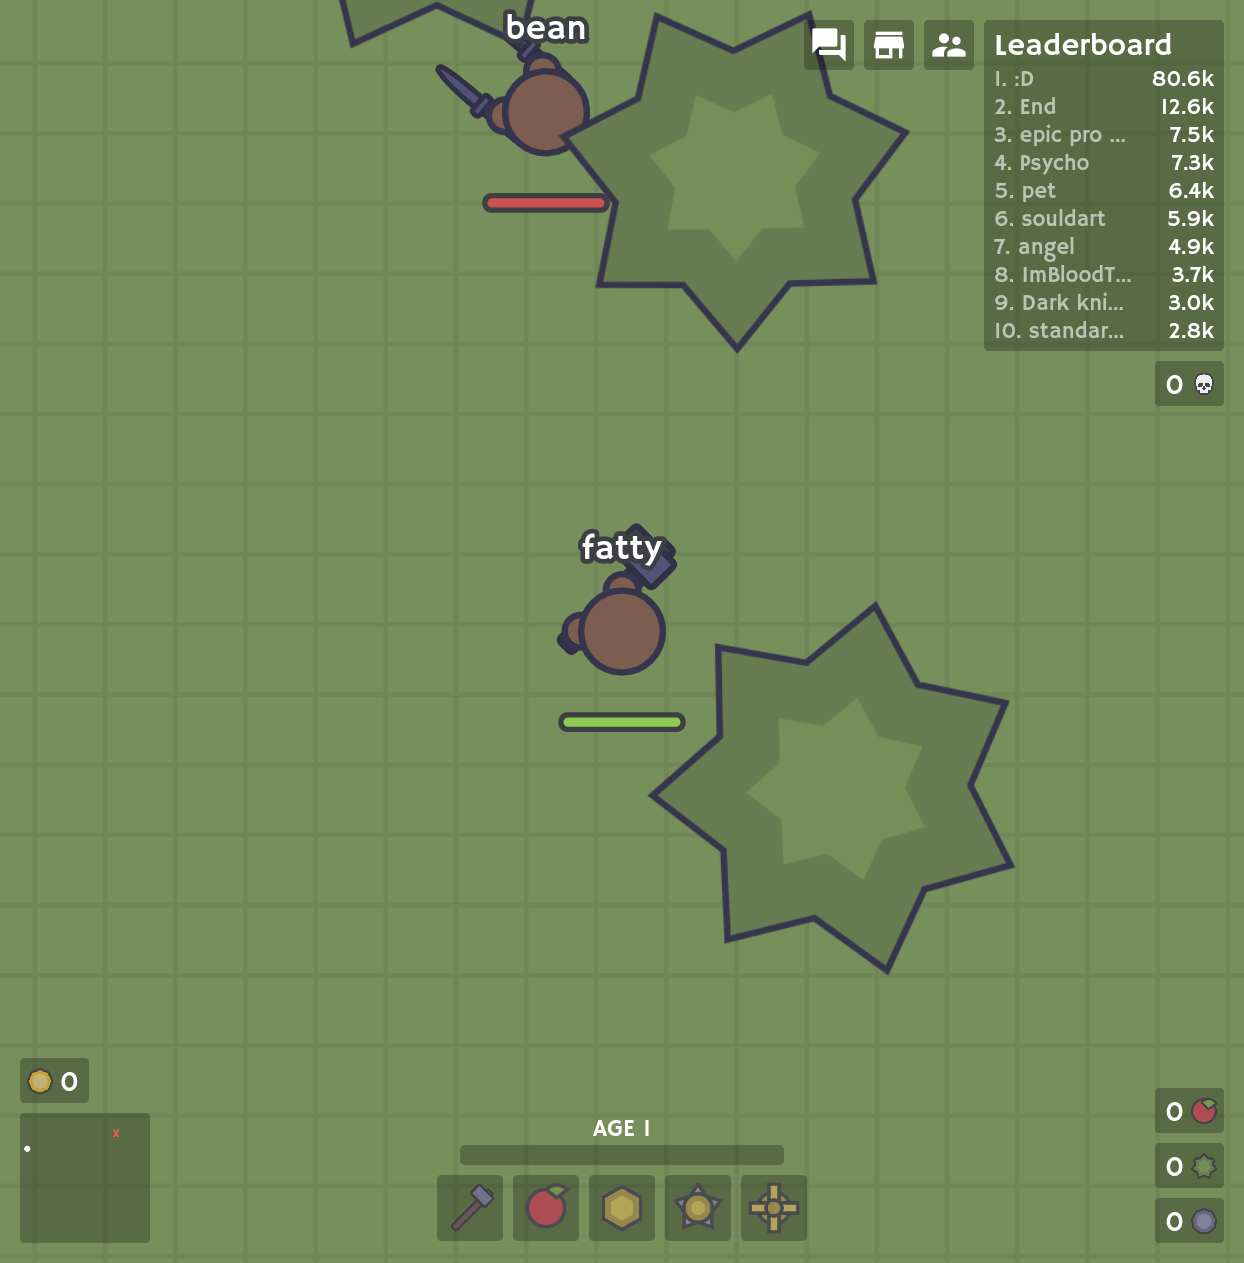 bean
Leaderboard
1. :D 80.6k
2. End 12.6k
3. epic pro ... 7.5k
4. Psycho 7.3k
5. pet 6.4k
6. souldart 5.9k
7. angel 4.9k
8. ImBloodT... 3.7k
9. Dark kni... 3.0k
10. standar... 2.8k
0
fatty
0
x
AGE 1
0
0
0